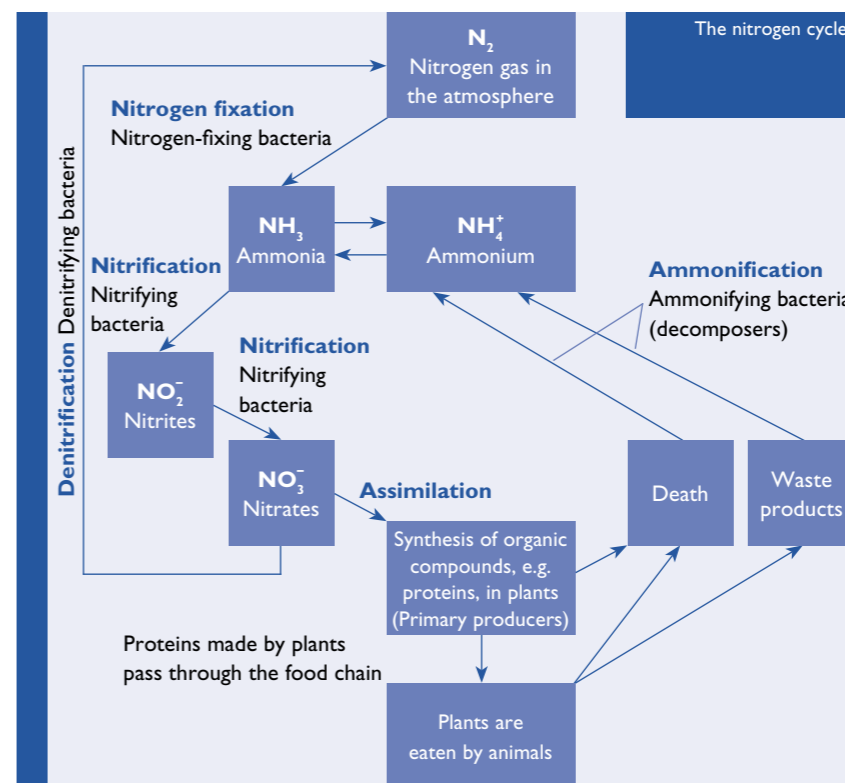 The nitrogen cycle
N₂
Nitrogen gas in
the atmosphere
Nitrogen fixation
Nitrogen-fixing bacteria
NH₃
Ammonia
NH₄⁺
Ammonium
Nitrification
Nitrifying
bacteria
Ammonification
Ammonifying bacteria
(decomposers)
Denitrification Denitrifying bacteria
NO₂⁻
Nitrites
Nitrification
Nitrifying
bacteria
NO₃⁻
Nitrates
Assimilation
Synthesis of organic
compounds, e.g.
proteins, in plants
(Primary producers)
Death
Waste
products
Proteins made by plants
pass through the food chain
Plants are
eaten by animals